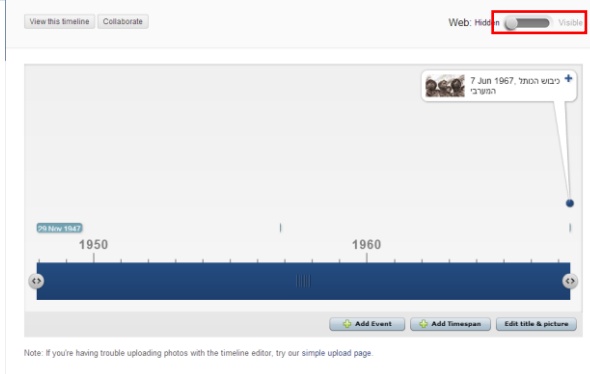 View this timeline Collaborate Web: Hidden Visible
7 Jun 1967, כיבוש הכותל
המערבי
29 Nov 1947
1950 1960
Add Event Add Timespan Edit title & picture
Note: If you're having trouble uploading photos with the timeline editor, try our simple upload page.